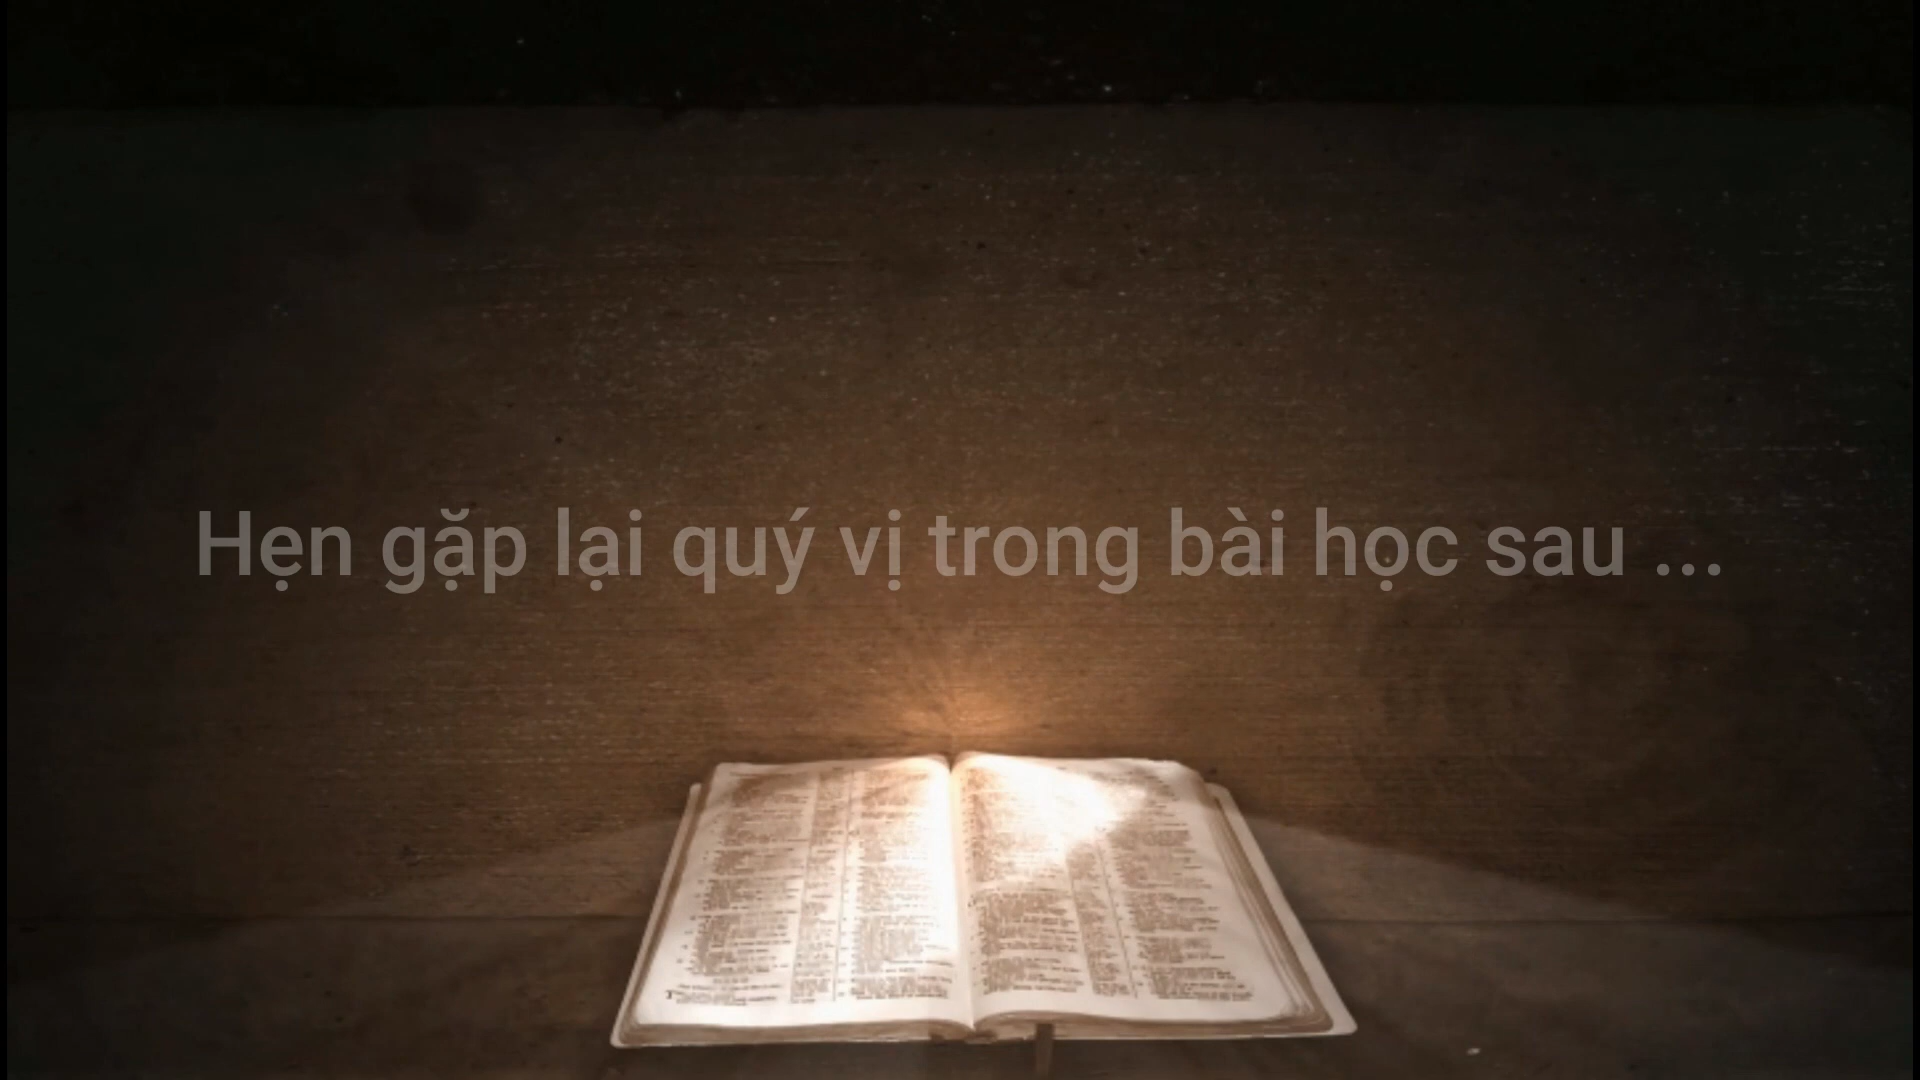 Hẹn gặp lại quý vị trong bài học sau ...